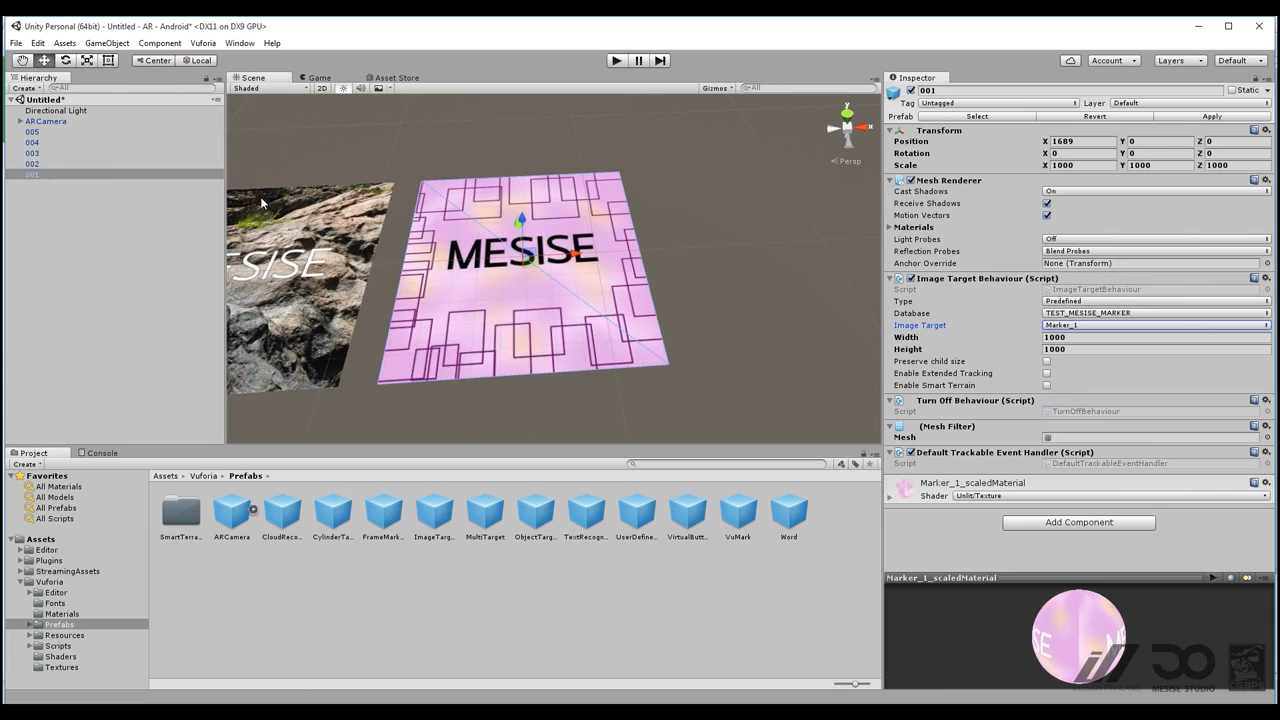 Unity Personal (64bit) - Untitled - AR - Android* <DX11 on DX9 GPU>
File Edit Assets GameObject Component Vuforia Window Help
Center Local Account Layers Default
Hierarchy
Create All
Untitled*
Directional Light
ARCamera
005
004
003
002
001
Scene Game Asset Store
Shaded 2D Gizmos All
y
x
Persp
MESISE
ESISE
Inspector
001 Static
Tag Untagged Layer Default
Prefab Select Revert Apply
Transform
Position X 1689 Y 0 Z 0
Rotation X 0 Y 0 Z 0
Scale X 1000 Y 1000 Z 1000
Mesh Renderer
Cast Shadows On
Receive Shadows
Motion Vectors
Materials
Light Probes Off
Reflection Probes Blend Probes
Anchor Override None (Transform)
Image Target Behaviour (Script)
Script ImageTargetBehaviour
Type Predefined
Database TEST_MESISE_MARKER
Image Target Marker_1
Width 1000
Height 1000
Preserve child size
Enable Extended Tracking
Enable Smart Terrain
Turn Off Behaviour (Script)
Script TurnOffBehaviour
(Mesh Filter)
Mesh
Default Trackable Event Handler (Script)
Script DefaultTrackableEventHandler
Marker_1_scaledMaterial
Shader Unlit/Texture
Add Component
Marker_1_scaledMaterial
MESISE STUDIO
Project Console
Create
Favorites
All Materials
All Models
All Prefabs
All Scripts
Assets
Editor
Plugins
StreamingAssets
Vuforia
Editor
Fonts
Materials
Prefabs
Resources
Scripts
Shaders
Textures
Assets Vuforia Prefabs
SmartTerra... ARCamera CloudReco... CylinderTa... FrameMark... ImageTarg... MultiTarget ObjectTarg... TextRecogn... UserDefine... VirtualButt... VuMark Word